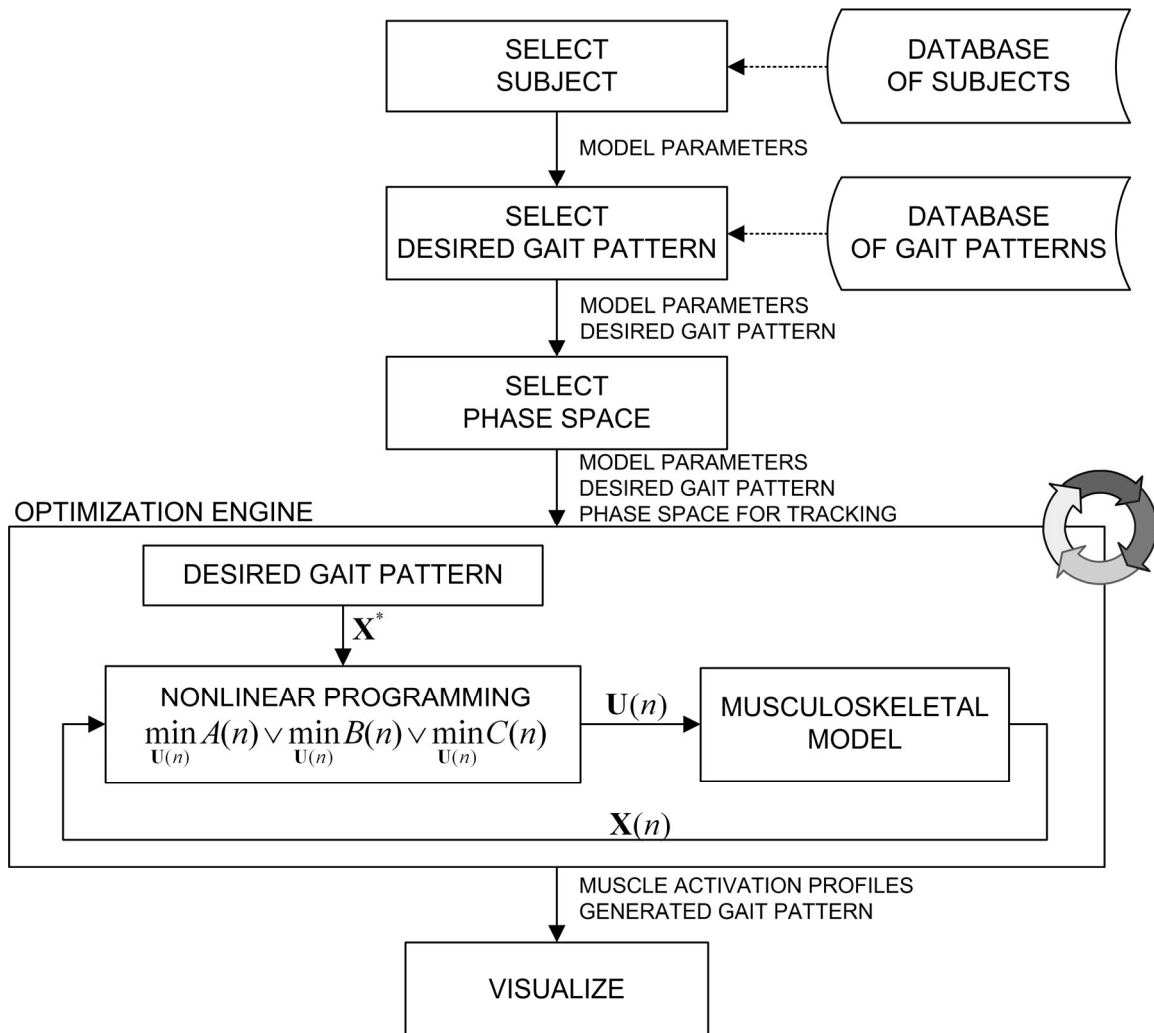 SELECT
SUBJECT
DATABASE
OF SUBJECTS
MODEL PARAMETERS
SELECT
DESIRED GAIT PATTERN
DATABASE
OF GAIT PATTERNS
MODEL PARAMETERS
DESIRED GAIT PATTERN
SELECT
PHASE SPACE
MODEL PARAMETERS
DESIRED GAIT PATTERN
PHASE SPACE FOR TRACKING
OPTIMIZATION ENGINE
DESIRED GAIT PATTERN
X*
NONLINEAR PROGRAMMING
min A(n) ∨ min B(n) ∨ min C(n)
U(n) U(n) U(n)
U(n)
MUSCULOSKELETAL
MODEL
X(n)
MUSCLE ACTIVATION PROFILES
GENERATED GAIT PATTERN
VISUALIZE